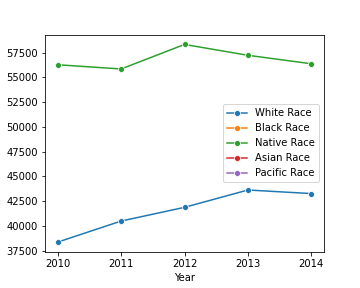 57500
55000
52500
50000
47500
45000
42500
40000
37500
White Race
Black Race
Native Race
Asian Race
Pacific Race
2010 2011 2012 2013 2014
Year